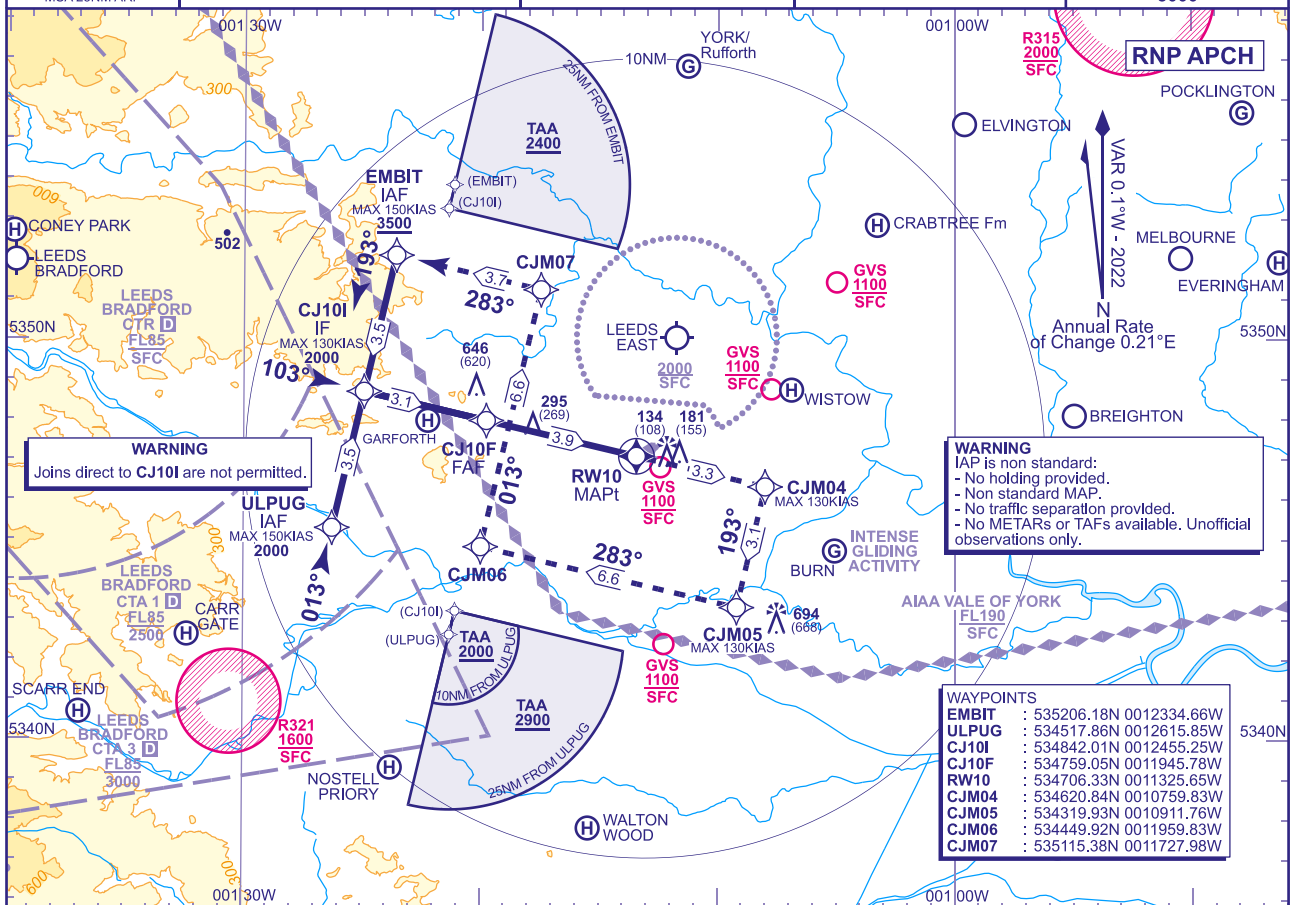 001:30W
001:00W
10NM
YORK/
Rufforth
G
R315
2000
SFC
RNP APCH
POCKLINGTON
G
ELVINGTON
300
25NM FROM EMBIT
TAA
2400
(EMBIT)
(CJ10I)
EMBIT
IAF
MAX 150KIAS
3500
VAR 0.1°W - 2022
N
Annual Rate
of Change 0.21°E
600
H
CONEY PARK
LEEDS
BRADFORD
502
H
CRABTREE Fm
MELBOURNE
H
EVERINGHAM
193°
CJM07
3.7
283°
GVS
1100
SFC
LEEDS
BRADFORD
CTR D
FL85
SFC
CJ10I
IF
MAX 130KIAS
2000
3.5
5350N
5350N
LEEDS
EAST
2000
SFC
646
(620)
GVS
1100
SFC
H
WISTOW
103°
3.1
6.6
295
(269)
134
(108)
181
(155)
BREIGHTON
H
GARFORTH
CJ10F
FAF
3.9
WARNING
Joins direct to CJ10I are not permitted.
3.5
RW10
MAPt
3.3
GVS
1100
SFC
CJM04
MAX 130KIAS
WARNING
IAP is non standard:
- No holding provided.
- Non standard MAP.
- No traffic separation provided.
- No METARs or TAFs available. Unofficial
observations only.
ULPUG
IAF
MAX 150KIAS
2000
013°
193°
3.1
300
CJM06
283°
6.6
G
BURN
INTENSE
GLIDING
ACTIVITY
LEEDS
BRADFORD
CTA 1 D
FL85
2500
013°
H
CARR
GATE
(CJ10I)
(ULPUG)
TAA
2000
10NM FROM ULPUG
CJM05
MAX 130KIAS
694
(668)
AIAA VALE OF YORK
FL190
SFC
GVS
1100
SFC
SCARR END
H
TAA
2900
25NM FROM ULPUG
LEEDS
BRADFORD
CTA 3 D
FL85
3000
5340N
5340N
R321
1600
SFC
H
NOSTELL
PRIORY
H
WALTON
WOOD
WAYPOINTS
EMBIT : 535206.18N 0012334.66W
ULPUG : 534517.86N 0012615.85W
CJ10I : 534842.01N 0012455.25W
CJ10F : 534759.05N 0011945.78W
RW10 : 534706.33N 0011325.65W
CJM04 : 534620.84N 0010759.83W
CJM05 : 534319.93N 0010911.76W
CJM06 : 534449.92N 0011959.83W
CJM07 : 535115.38N 0011727.98W
600
300
001:30W
001:00W